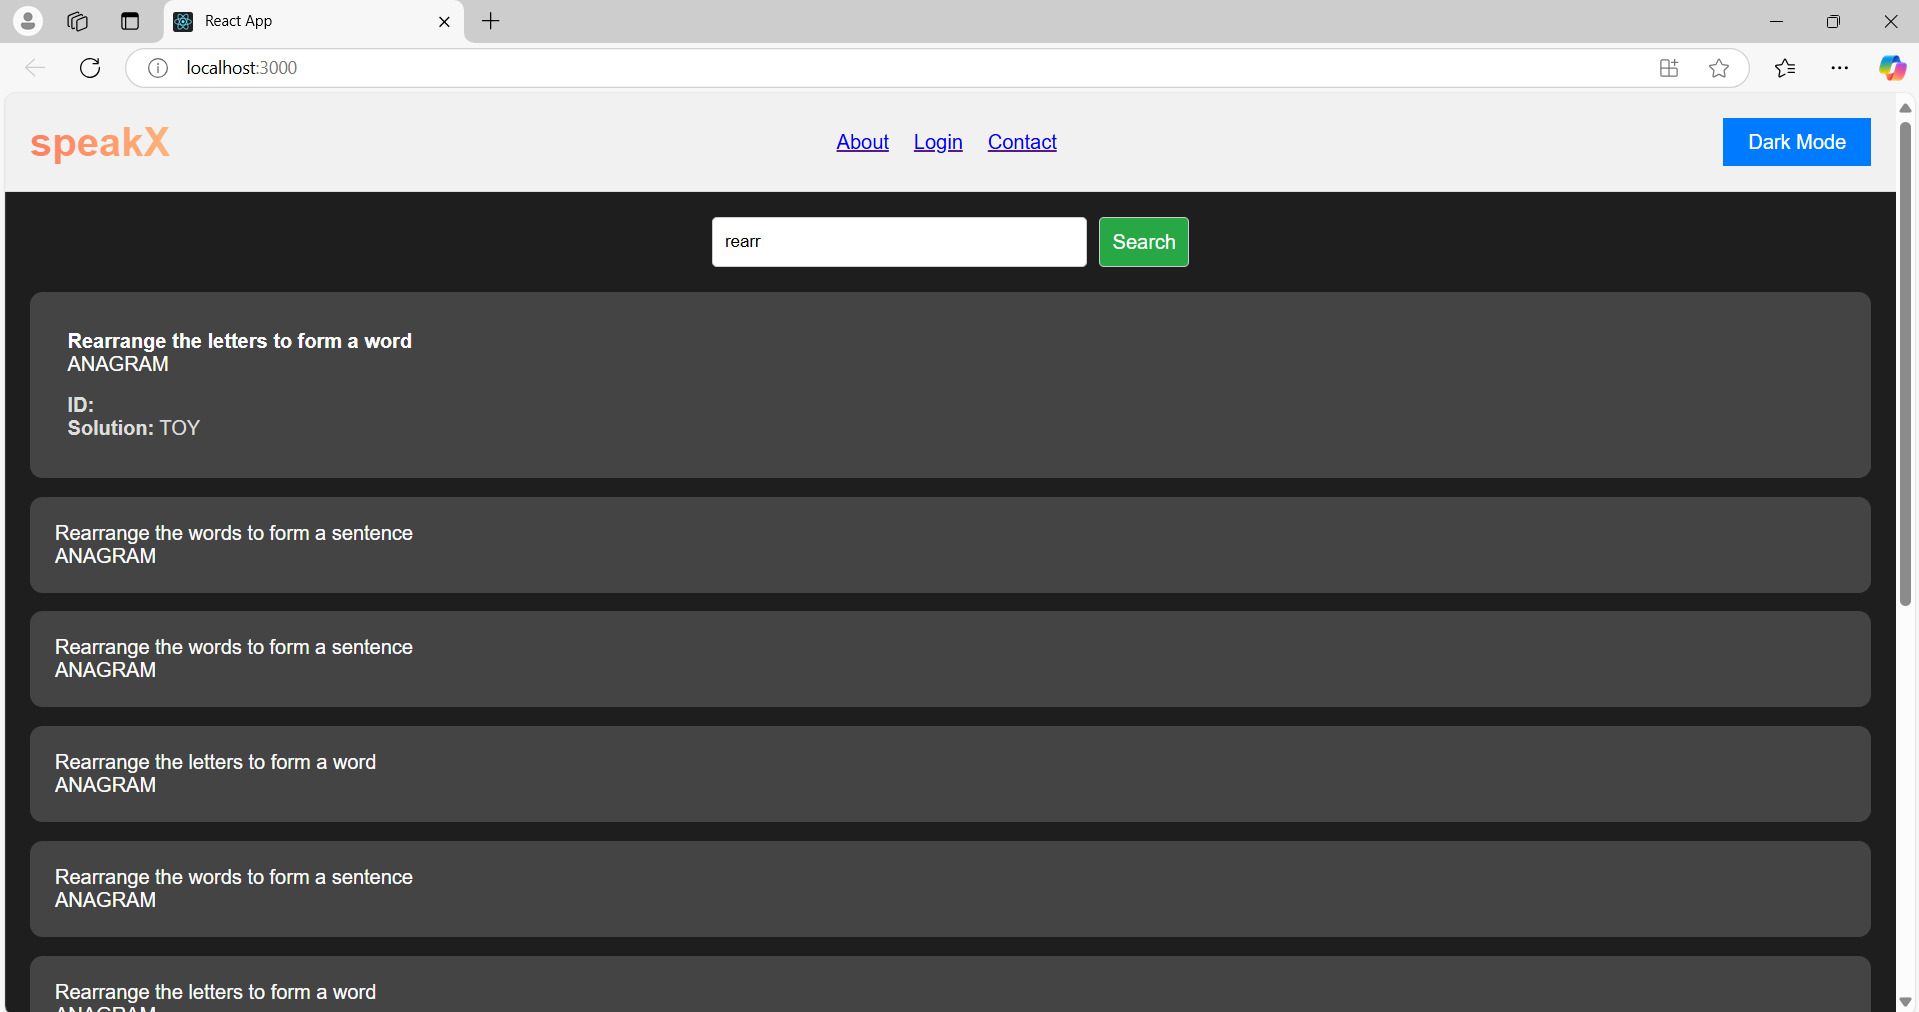 React App
localhost:3000
speakX
About Login Contact
Dark Mode
rearr
Search
Rearrange the letters to form a word
ANAGRAM
ID:
Solution: TOY
Rearrange the words to form a sentence
ANAGRAM
Rearrange the words to form a sentence
ANAGRAM
Rearrange the letters to form a word
ANAGRAM
Rearrange the words to form a sentence
ANAGRAM
Rearrange the letters to form a word
ANAGRAM